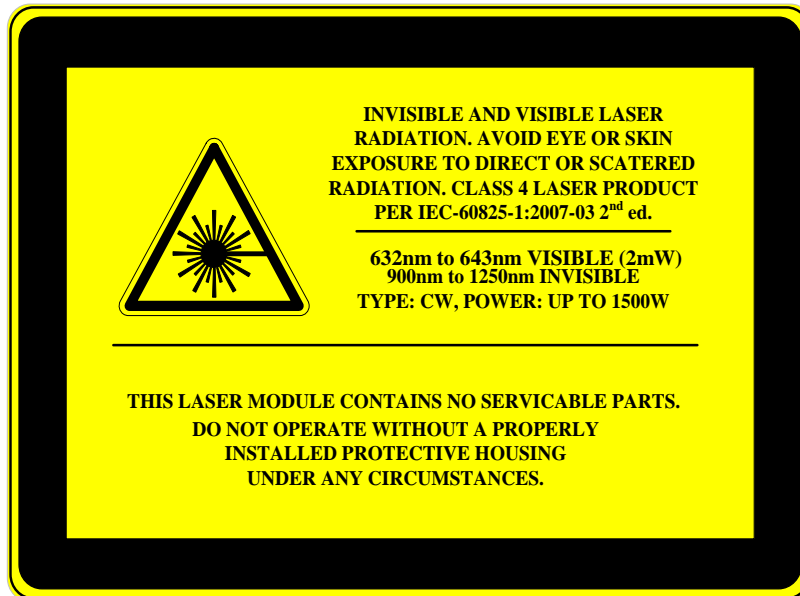 INVISIBLE AND VISIBLE LASER
RADIATION. AVOID EYE OR SKIN
EXPOSURE TO DIRECT OR SCATERED
RADIATION. CLASS 4 LASER PRODUCT
PER IEC-60825-1:2007-03 2nd ed.
632nm to 643nm VISIBLE (2mW)
900nm to 1250nm INVISIBLE
TYPE: CW, POWER: UP TO 1500W
THIS LASER MODULE CONTAINS NO SERVICABLE PARTS.
DO NOT OPERATE WITHOUT A PROPERLY
INSTALLED PROTECTIVE HOUSING
UNDER ANY CIRCUMSTANCES.